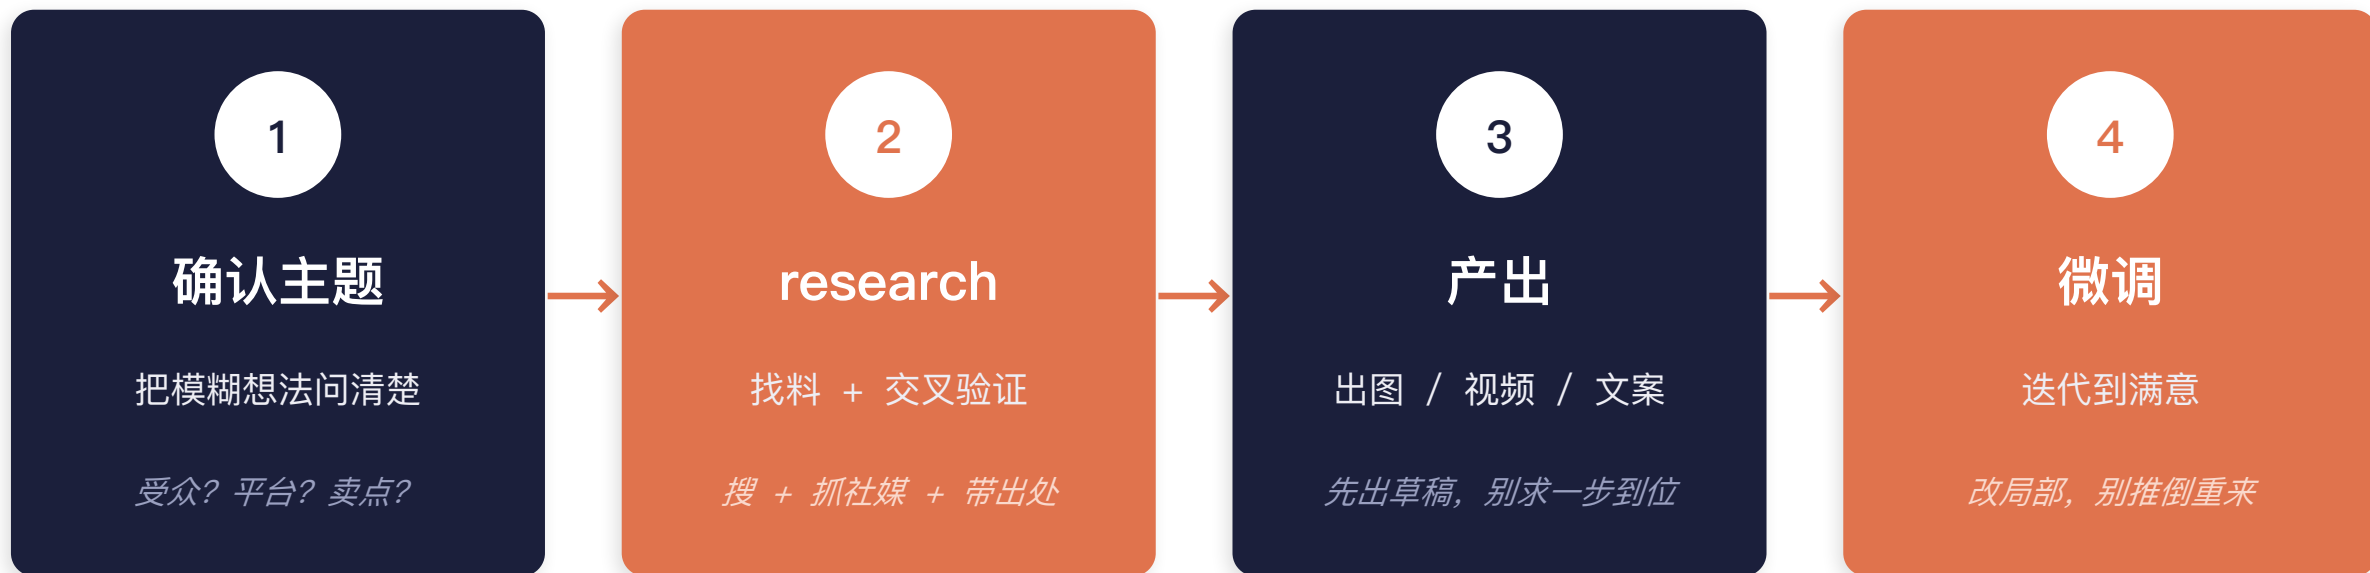 1
确认主题
把模糊想法问清楚
受众？平台？卖点？
2
research
找料 + 交叉验证
搜 + 抓社媒 + 带出处
3
产出
出图 / 视频 / 文案
先出草稿，别求一步到位
4
微调
迭代到满意
改局部，别推倒重来